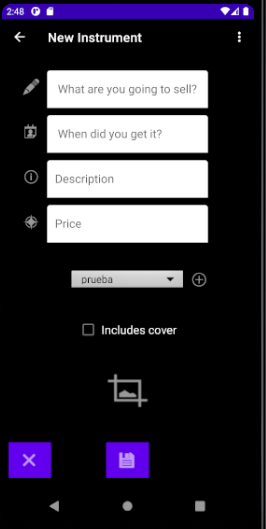 2:48
New Instrument
What are you going to sell?
When did you get it?
Description
Price
prueba
Includes cover